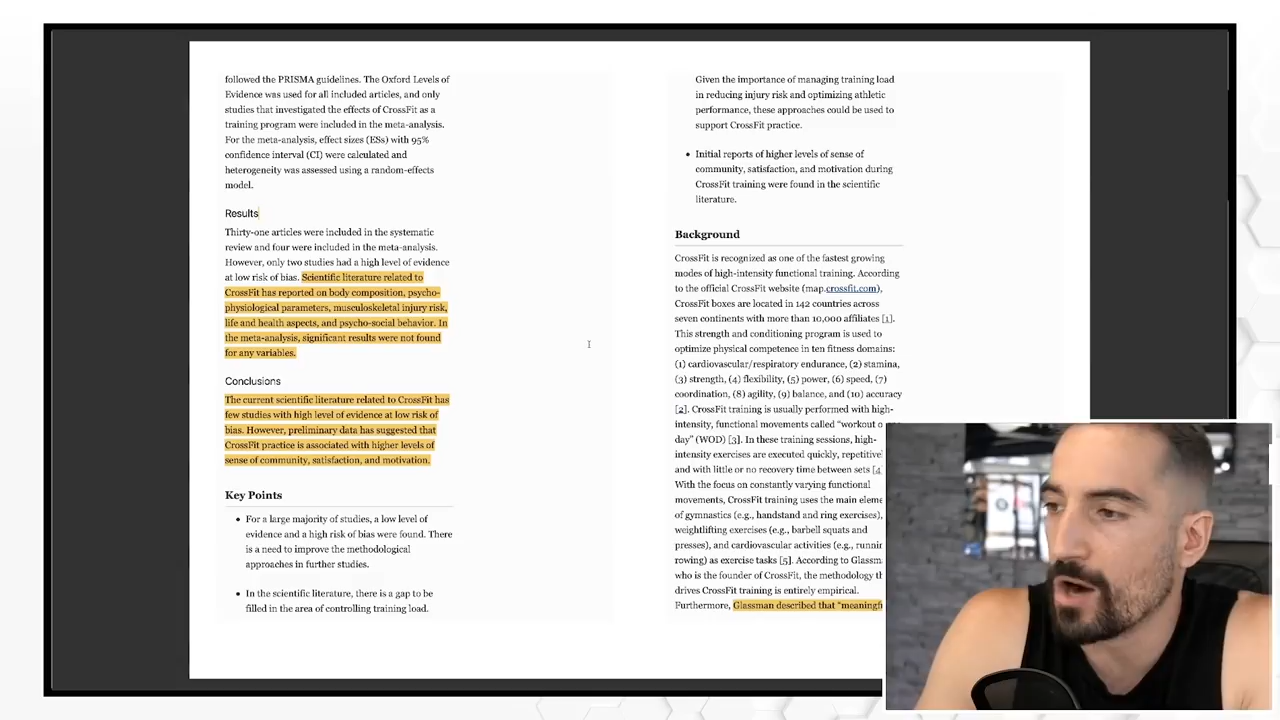 followed the PRISMA guidelines. The Oxford Levels of
Evidence was used for all included articles, and only
studies that investigated the effects of CrossFit as a
training program were included in the meta-analysis.
For the meta-analysis, effect sizes (ESs) with 95%
confidence interval (CI) were calculated and
heterogeneity was assessed using a random-effects
model.
Results
Thirty-one articles were included in the systematic
review and four were included in the meta-analysis.
However, only two studies had a high level of evidence
at low risk of bias. Scientific literature related to
CrossFit has reported on body composition, psycho-
physiological parameters, musculoskeletal injury risk,
life and health aspects, and psycho-social behavior. In
the meta-analysis, significant results were not found
for any variables.
Conclusions
The current scientific literature related to CrossFit has
few studies with high level of evidence at low risk of
bias. However, preliminary data has suggested that
CrossFit practice is associated with higher levels of
sense of community, satisfaction, and motivation.
Key Points
• For a large majority of studies, a low level of
evidence and a high risk of bias were found. There
is a need to improve the methodological
approaches in further studies.
• In the scientific literature, there is a gap to be
filled in the area of controlling training load.
Given the importance of managing training load
in reducing injury risk and optimizing athletic
performance, these approaches could be used to
support CrossFit practice.
• Initial reports of higher levels of sense of
community, satisfaction, and motivation during
CrossFit training were found in the scientific
literature.
Background
CrossFit is recognized as one of the fastest growing
modes of high-intensity functional training. According
to the official CrossFit website (map.crossfit.com),
CrossFit boxes are located in 142 countries across
seven continents with more than 10,000 affiliates [1].
This strength and conditioning program is used to
optimize physical competence in ten fitness domains:
(1) cardiovascular/respiratory endurance, (2) stamina,
(3) strength, (4) flexibility, (5) power, (6) speed, (7)
coordination, (8) agility, (9) balance, and (10) accuracy
[2]. CrossFit training is usually performed with high-
intensity, functional movements called “workout o
day” (WOD) [3]. In these training sessions, high-
intensity exercises are executed quickly, repetitivel
and with little or no recovery time between sets [4
With the focus on constantly varying functional
movements, CrossFit training uses the main eleme
of gymnastics (e.g., handstand and ring exercises),
weightlifting exercises (e.g., barbell squats and
presses), and cardiovascular activities (e.g., runnin
rowing) as exercise tasks [5]. According to Glassm
who is the founder of CrossFit, the methodology th
drives CrossFit training is entirely empirical.
Furthermore, Glassman described that “meaningf